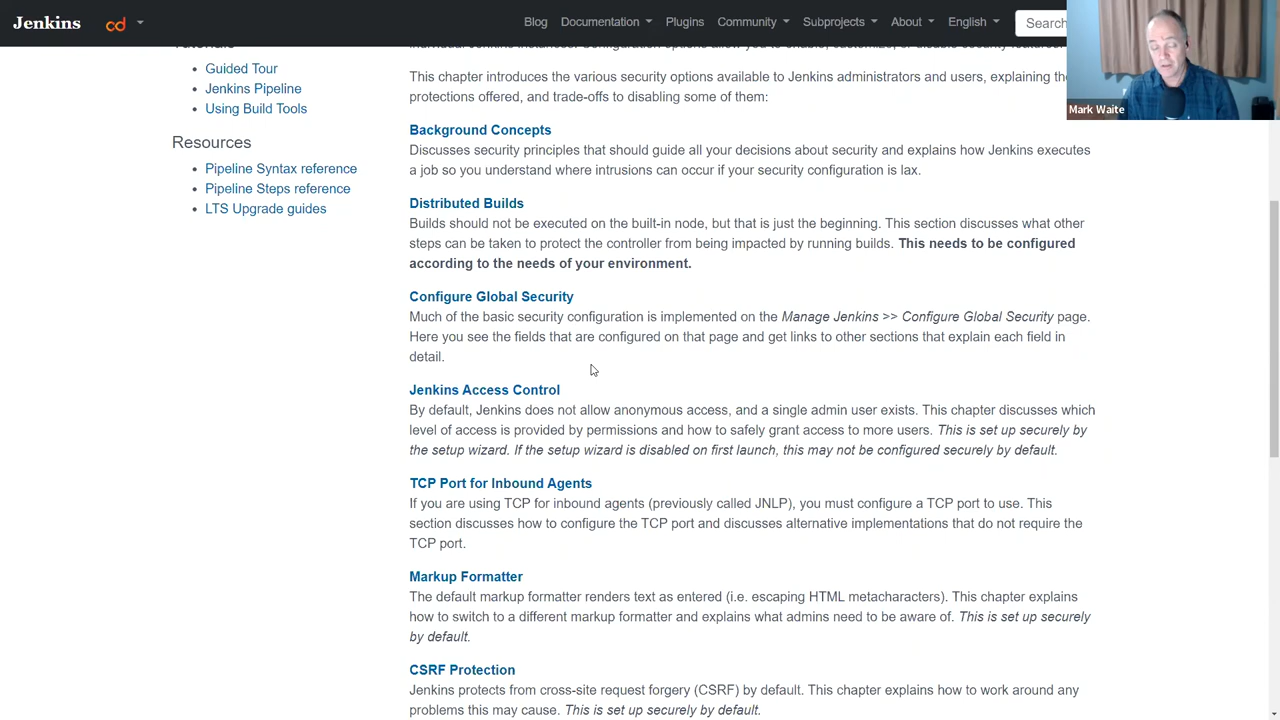 Jenkins
cd
Blog Documentation Plugins Community Subprojects About English Search
Guided Tour
Jenkins Pipeline
Using Build Tools
Resources
Pipeline Syntax reference
Pipeline Steps reference
LTS Upgrade guides
This chapter introduces the various security options available to Jenkins administrators and users, explaining the
protections offered, and trade-offs to disabling some of them:
Background Concepts
Discusses security principles that should guide all your decisions about security and explains how Jenkins executes
a job so you understand where intrusions can occur if your security configuration is lax.
Distributed Builds
Builds should not be executed on the built-in node, but that is just the beginning. This section discusses what other
steps can be taken to protect the controller from being impacted by running builds. This needs to be configured
according to the needs of your environment.
Configure Global Security
Much of the basic security configuration is implemented on the Manage Jenkins >> Configure Global Security page.
Here you see the fields that are configured on that page and get links to other sections that explain each field in
detail.
Jenkins Access Control
By default, Jenkins does not allow anonymous access, and a single admin user exists. This chapter discusses which
level of access is provided by permissions and how to safely grant access to more users. This is set up securely by
the setup wizard. If the setup wizard is disabled on first launch, this may not be configured securely by default.
TCP Port for Inbound Agents
If you are using TCP for inbound agents (previously called JNLP), you must configure a TCP port to use. This
section discusses how to configure the TCP port and discusses alternative implementations that do not require the
TCP port.
Markup Formatter
The default markup formatter renders text as entered (i.e. escaping HTML metacharacters). This chapter explains
how to switch to a different markup formatter and explains what admins need to be aware of. This is set up securely
by default.
CSRF Protection
Jenkins protects from cross-site request forgery (CSRF) by default. This chapter explains how to work around any
problems this may cause. This is set up securely by default.
Mark Waite